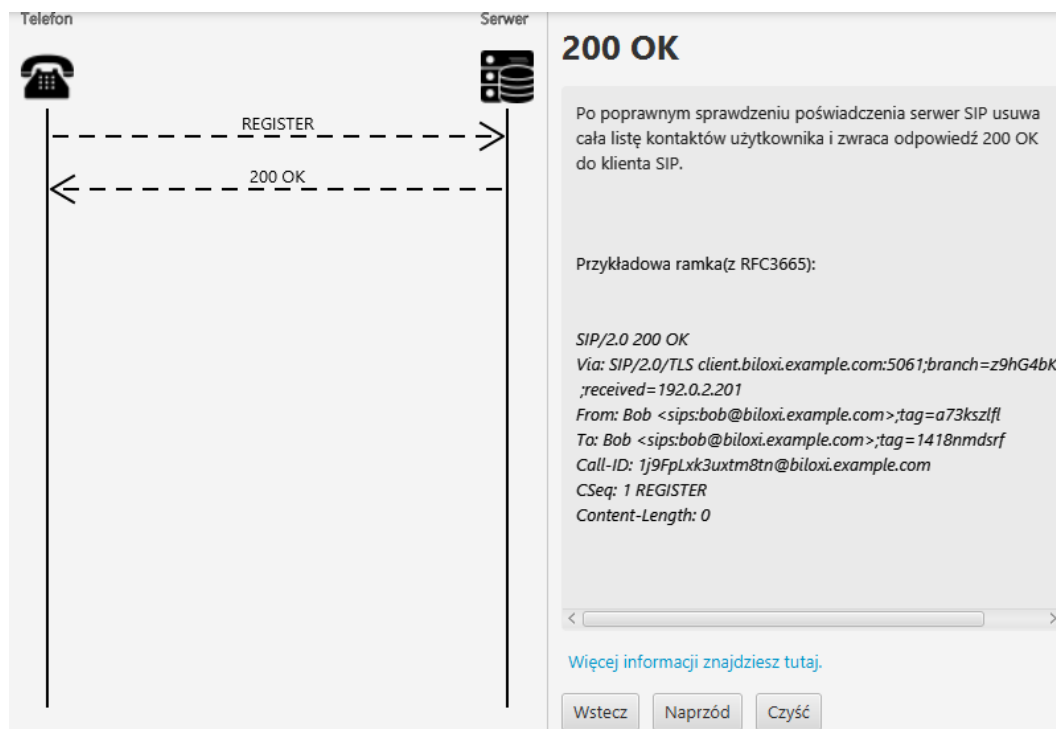 Telefon
Serwer
REGISTER
200 OK
200 OK
Po poprawnym sprawdzeniu poświadczenia serwer SIP usuwa
cała listę kontaktów użytkownika i zwraca odpowiedź 200 OK
do klienta SIP.
Przykładowa ramka(z RFC3665):
SIP/2.0 200 OK
Via: SIP/2.0/TLS client.biloxi.example.com:5061;branch=z9hG4bK
;received=192.0.2.201
From: Bob <sips:bob@biloxi.example.com>;tag=a73kszlfl
To: Bob <sips:bob@biloxi.example.com>;tag=1418nmdsrf
Call-ID: 1j9FpLxk3uxtm8tn@biloxi.example.com
CSeq: 1 REGISTER
Content-Length: 0
Więcej informacji znajdziesz tutaj.
Wstecz
Naprzód
Czyść